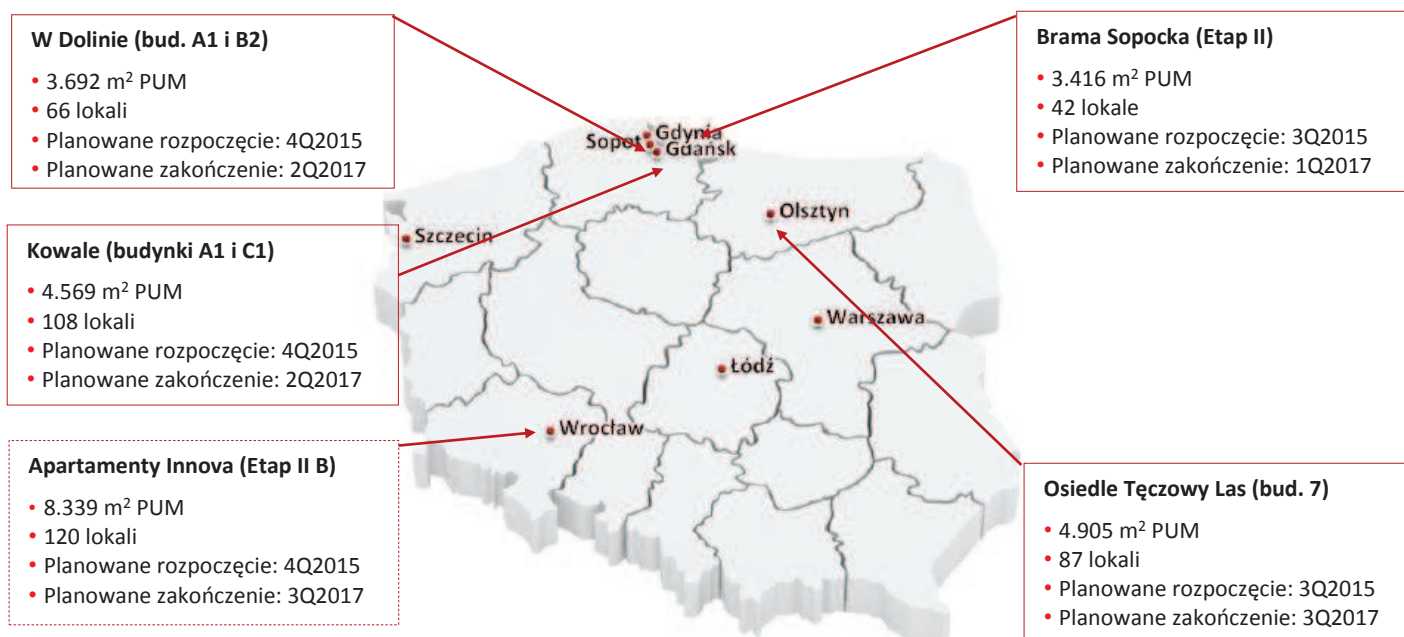 W Dolinie (bud. A1 i B2)
• 3.692 m² PUM
• 66 lokali
• Planowane rozpoczęcie: 4Q2015
• Planowane zakończenie: 2Q2017
Brama Sopocka (Etap II)
• 3.416 m² PUM
• 42 lokale
• Planowane rozpoczęcie: 3Q2015
• Planowane zakończenie: 1Q2017
Kowale (budynki A1 i C1)
• 4.569 m² PUM
• 108 lokali
• Planowane rozpoczęcie: 4Q2015
• Planowane zakończenie: 2Q2017
Apartamenty Innova (Etap II B)
• 8.339 m² PUM
• 120 lokali
• Planowane rozpoczęcie: 4Q2015
• Planowane zakończenie: 3Q2017
Osiedle Tęczowy Las (bud. 7)
• 4.905 m² PUM
• 87 lokali
• Planowane rozpoczęcie: 3Q2015
• Planowane zakończenie: 3Q2017
Gdynia
Sopot
Gdańsk
Olsztyn
Szczecin
Warszawa
Łódź
Wrocław